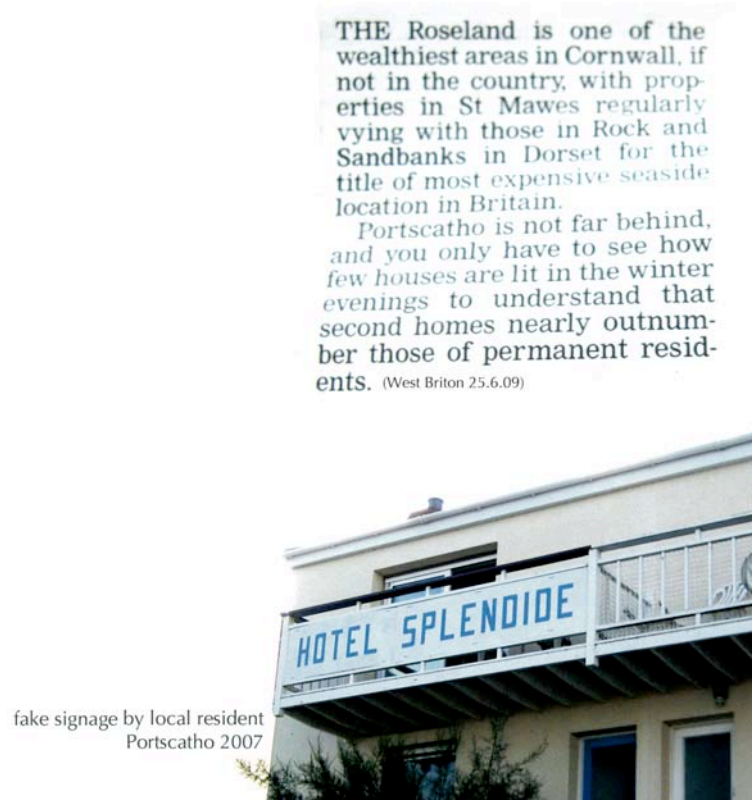 THE Roseland is one of the
wealthiest areas in Cornwall, if
not in the country, with prop-
erties in St Mawes regularly
vying with those in Rock and
Sandbanks in Dorset for the
title of most expensive seaside
location in Britain.
Portscatho is not far behind,
and you only have to see how
few houses are lit in the winter
evenings to understand that
second homes nearly outnum-
ber those of permanent resid-
ents. (West Briton 25.6.09)
HOTEL SPLENDIDE
fake signage by local resident
Portscatho 2007